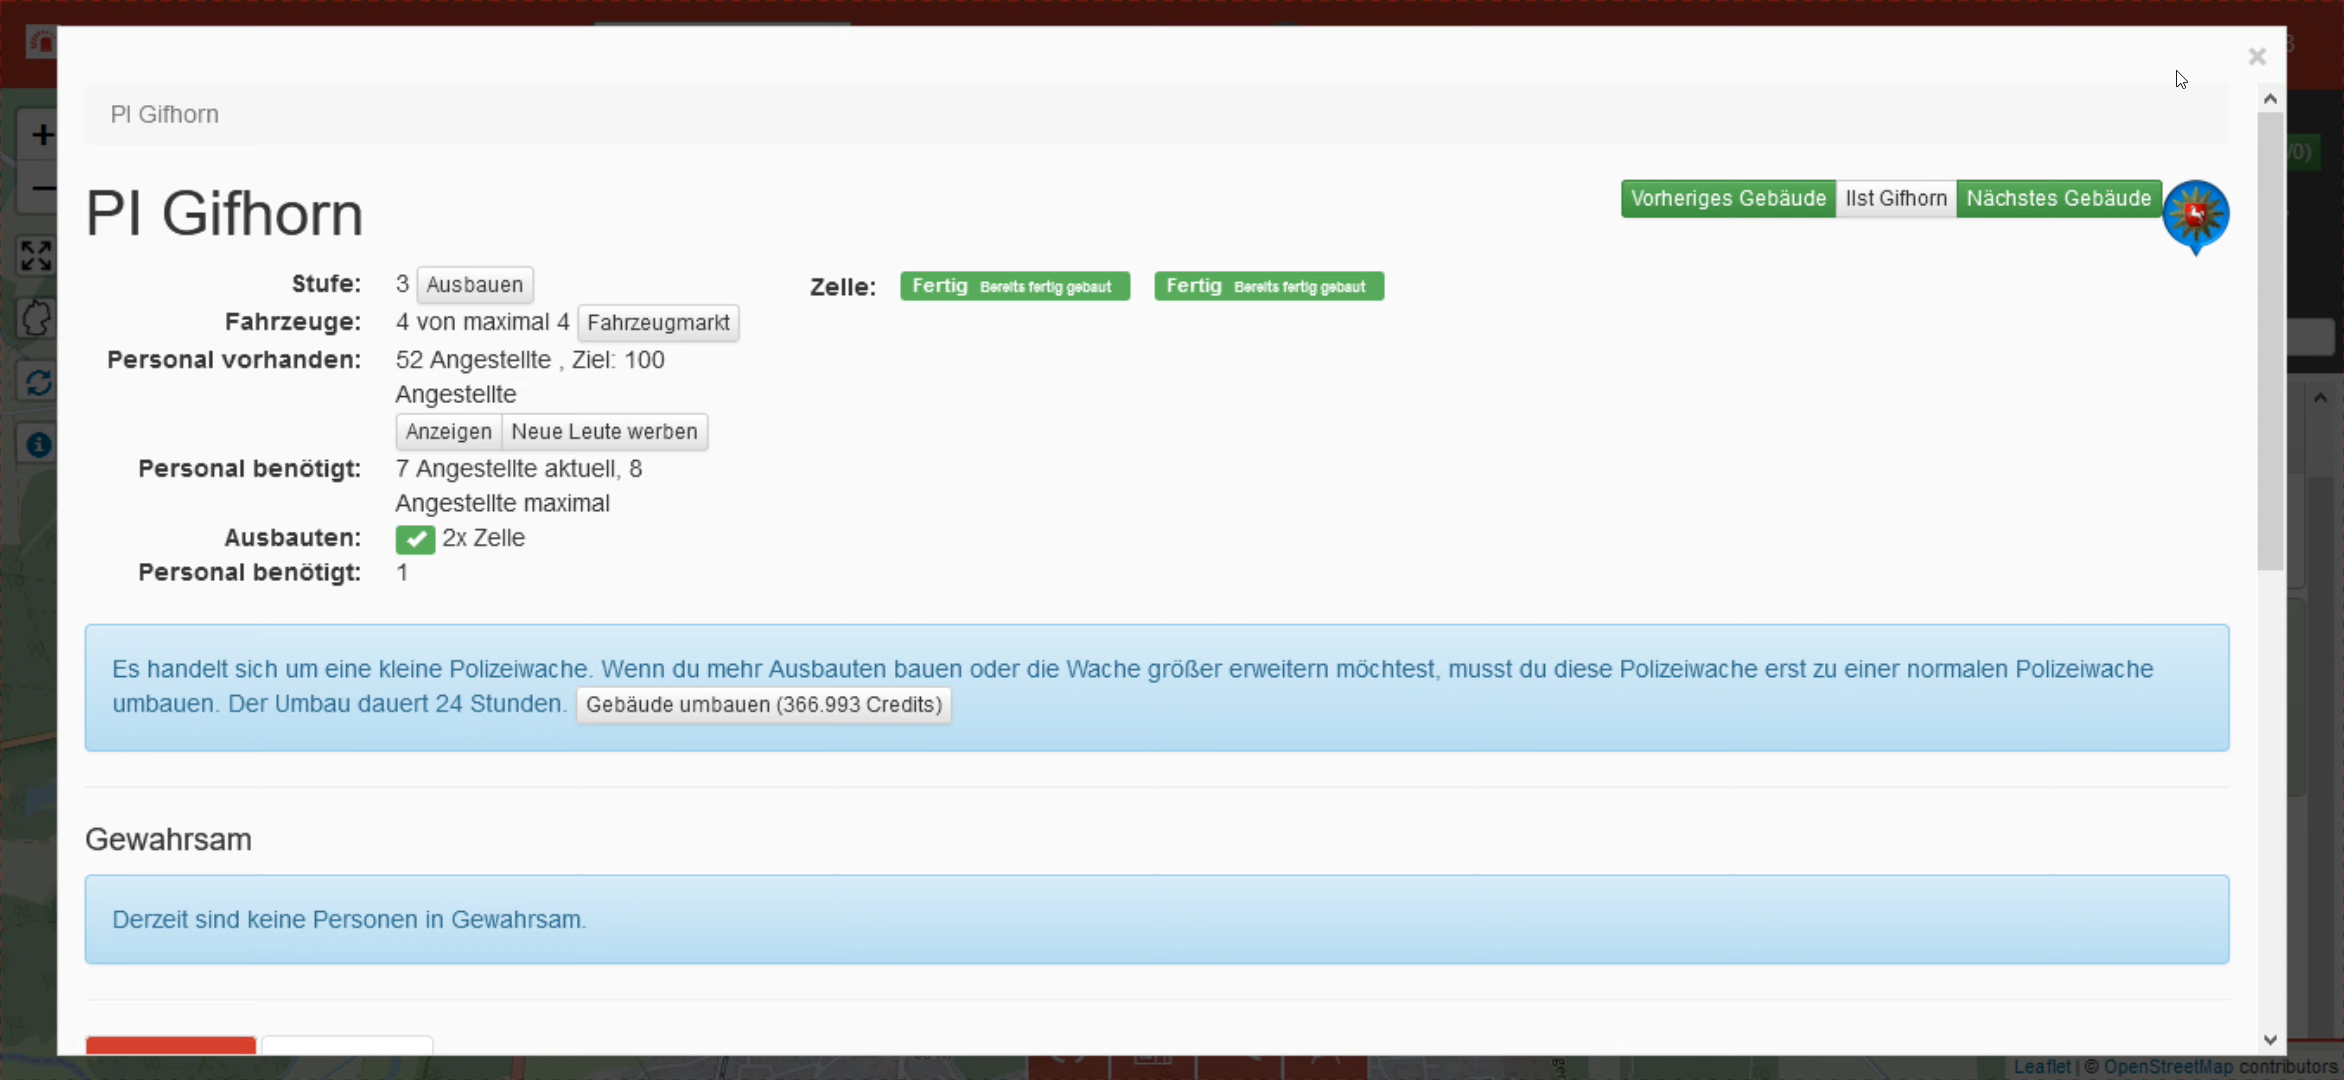 PI Gifhorn
PI Gifhorn
Vorheriges Gebäude Ilst Gifhorn Nächstes Gebäude
Stufe: 3 Ausbauen
Zelle: Fertig Bereits fertig gebaut Fertig Bereits fertig gebaut
Fahrzeuge: 4 von maximal 4 Fahrzeugmarkt
Personal vorhanden: 52 Angestellte , Ziel: 100
Angestellte
Anzeigen Neue Leute werben
Personal benötigt: 7 Angestellte aktuell, 8
Angestellte maximal
Ausbauten: 2x Zelle
Personal benötigt: 1
Es handelt sich um eine kleine Polizeiwache. Wenn du mehr Ausbauten bauen oder die Wache größer erweitern möchtest, musst du diese Polizeiwache erst zu einer normalen Polizeiwache
umbauen. Der Umbau dauert 24 Stunden. Gebäude umbauen (366.993 Credits)
Gewahrsam
Derzeit sind keine Personen in Gewahrsam.
Leaflet | © OpenStreetMap contributors